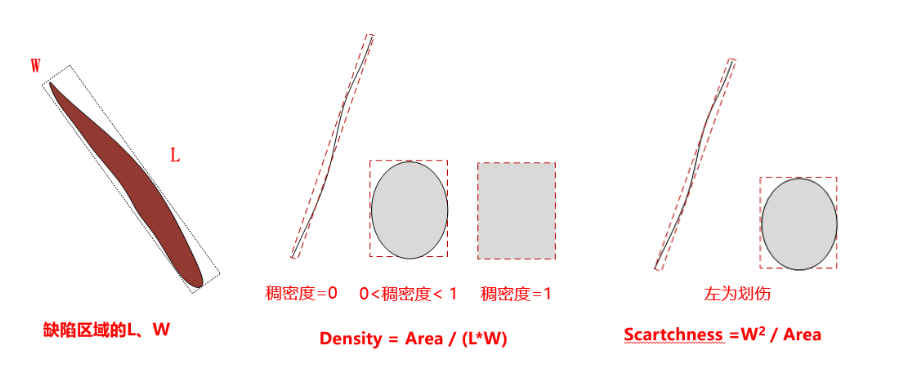 W
L
缺陷区域的L、W
稠密度=0
0<稠密度< 1
稠密度=1
Density = Area / (L*W)
左为划伤
Scartchness =W² / Area